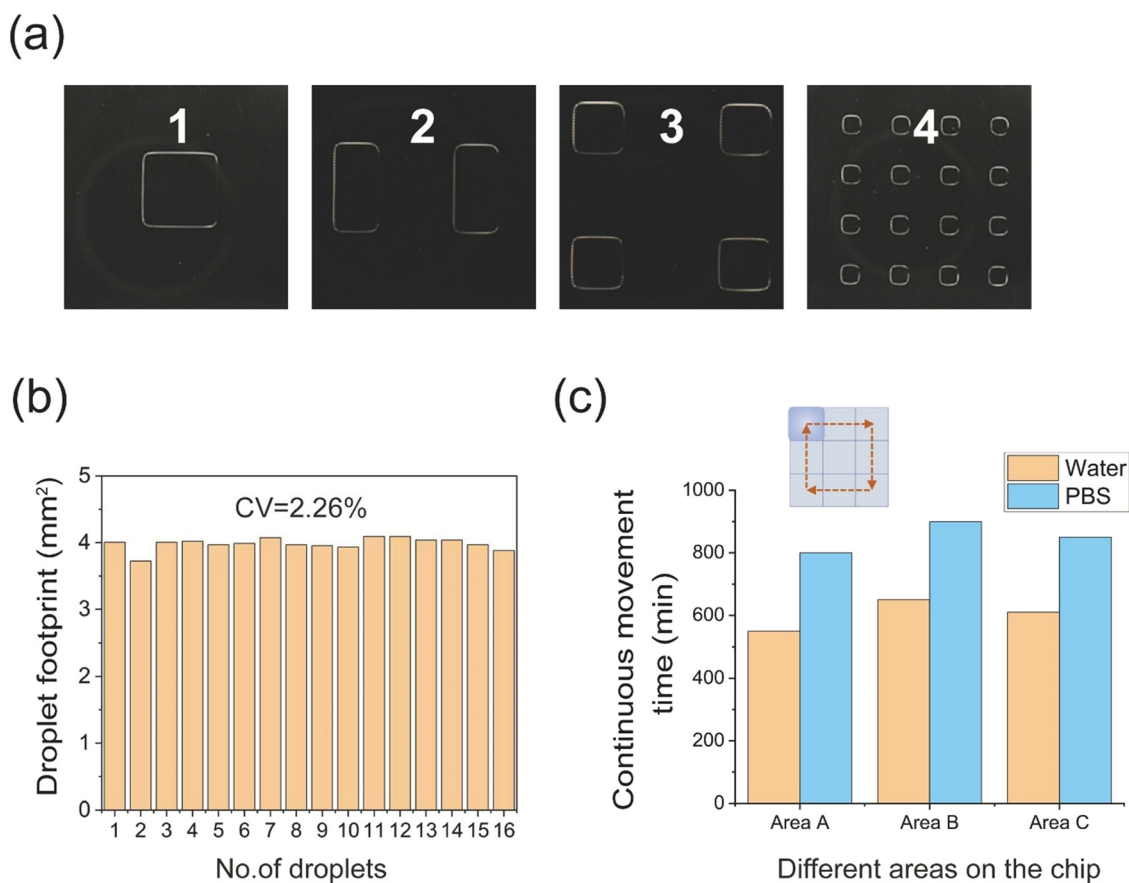 (a)
1
2
3
4
(b)
Droplet footprint (mm²)
5
4
3
2
1
0
CV=2.26%
1 2 3 4 5 6 7 8 9 10 11 12 13 14 15 16
No.of droplets
(c)
Continuous movement
time (min)
Water
PBS
1000
800
600
400
200
0
Area A Area B Area C
Different areas on the chip